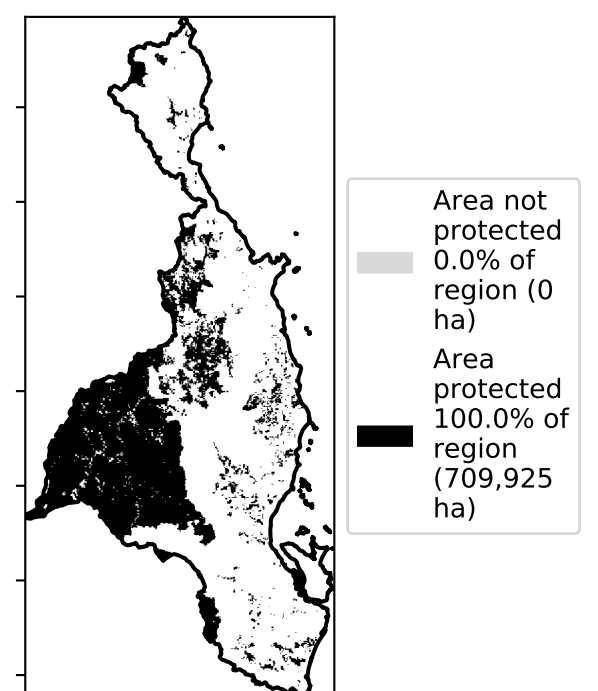 Area not
protected
0.0% of
region (0
ha)
Area
protected
100.0% of
region
(709,925
ha)